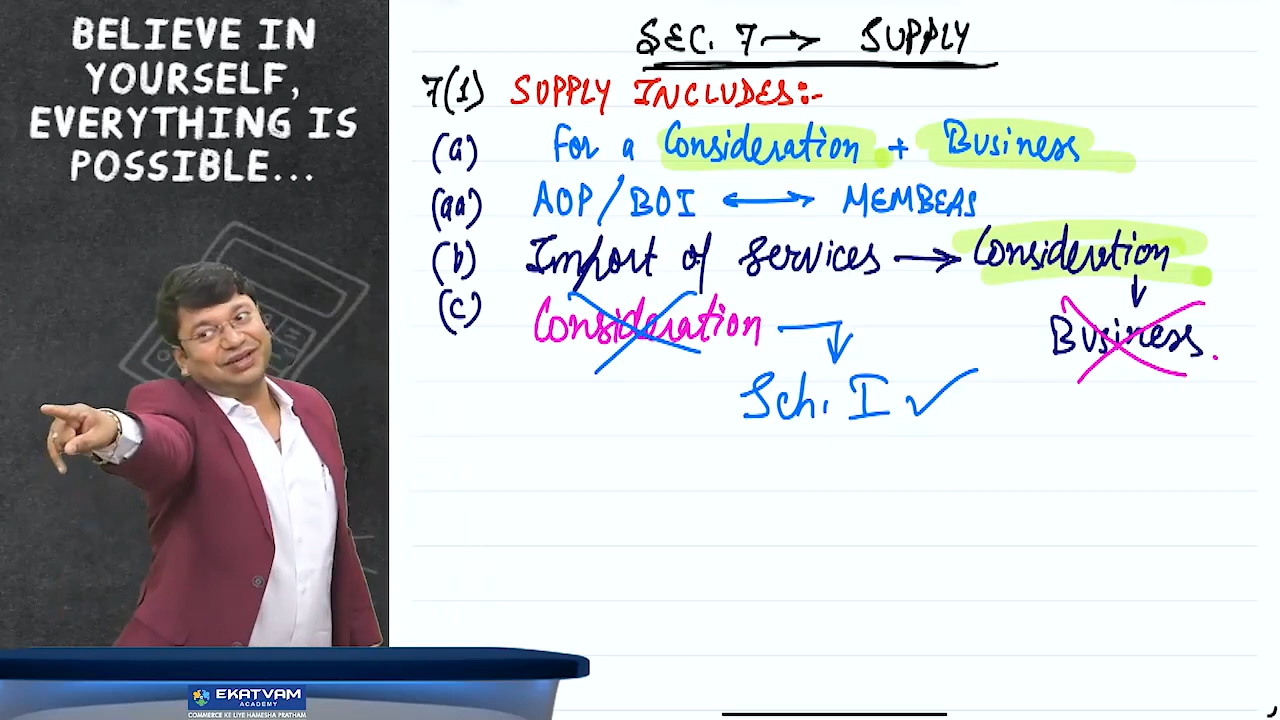 BELIEVE IN
YOURSELF,
EVERYTHING IS
POSSIBLE...
SEC. 7 → SUPPLY
7(1) SUPPLY INCLUDES:-
(a) For a Consideration + Business
(aa) AOP/BOI ↔ MEMBERS
(b) Import of Services → Consideration
↓
(c) Consideration → Business.
Sch. I ✓
EKATVAM
ACADEMY
COMMERCE KE LIYE HAMESHA PRATHAM